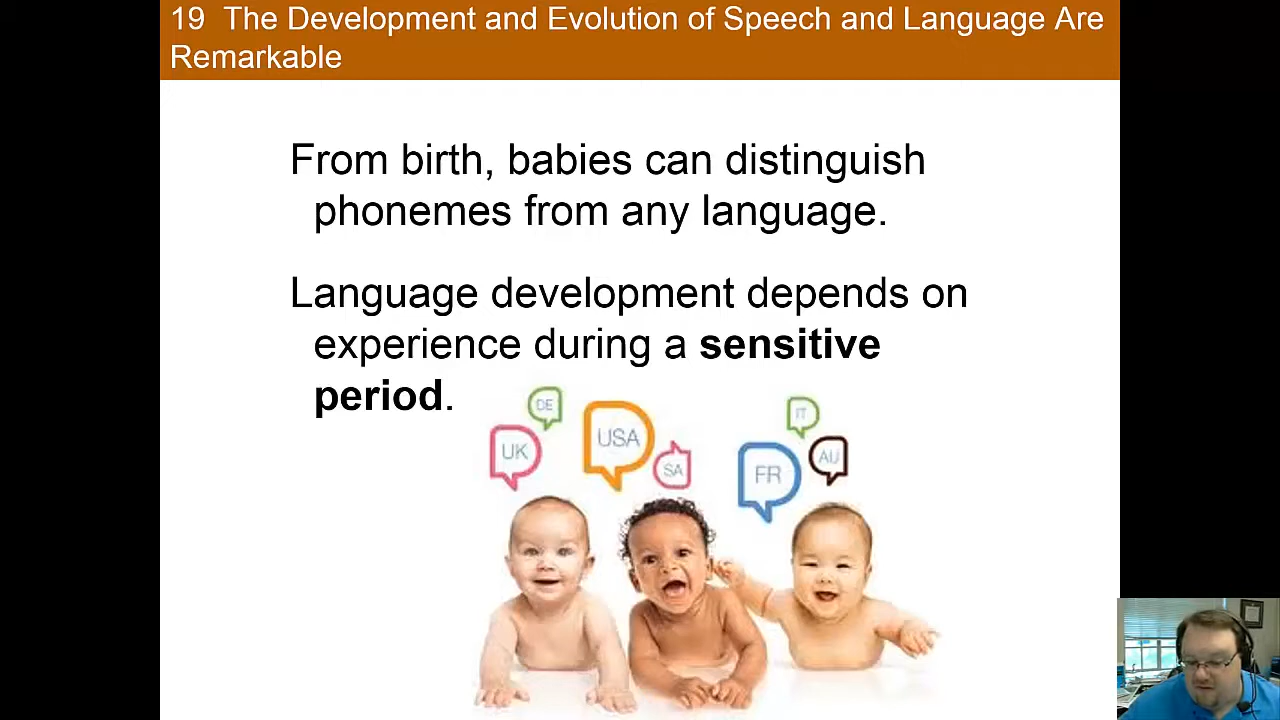 19 The Development and Evolution of Speech and Language Are
Remarkable
From birth, babies can distinguish
phonemes from any language.
Language development depends on
experience during a sensitive
period.
DE
UK
USA
SA
IT
FR
AU